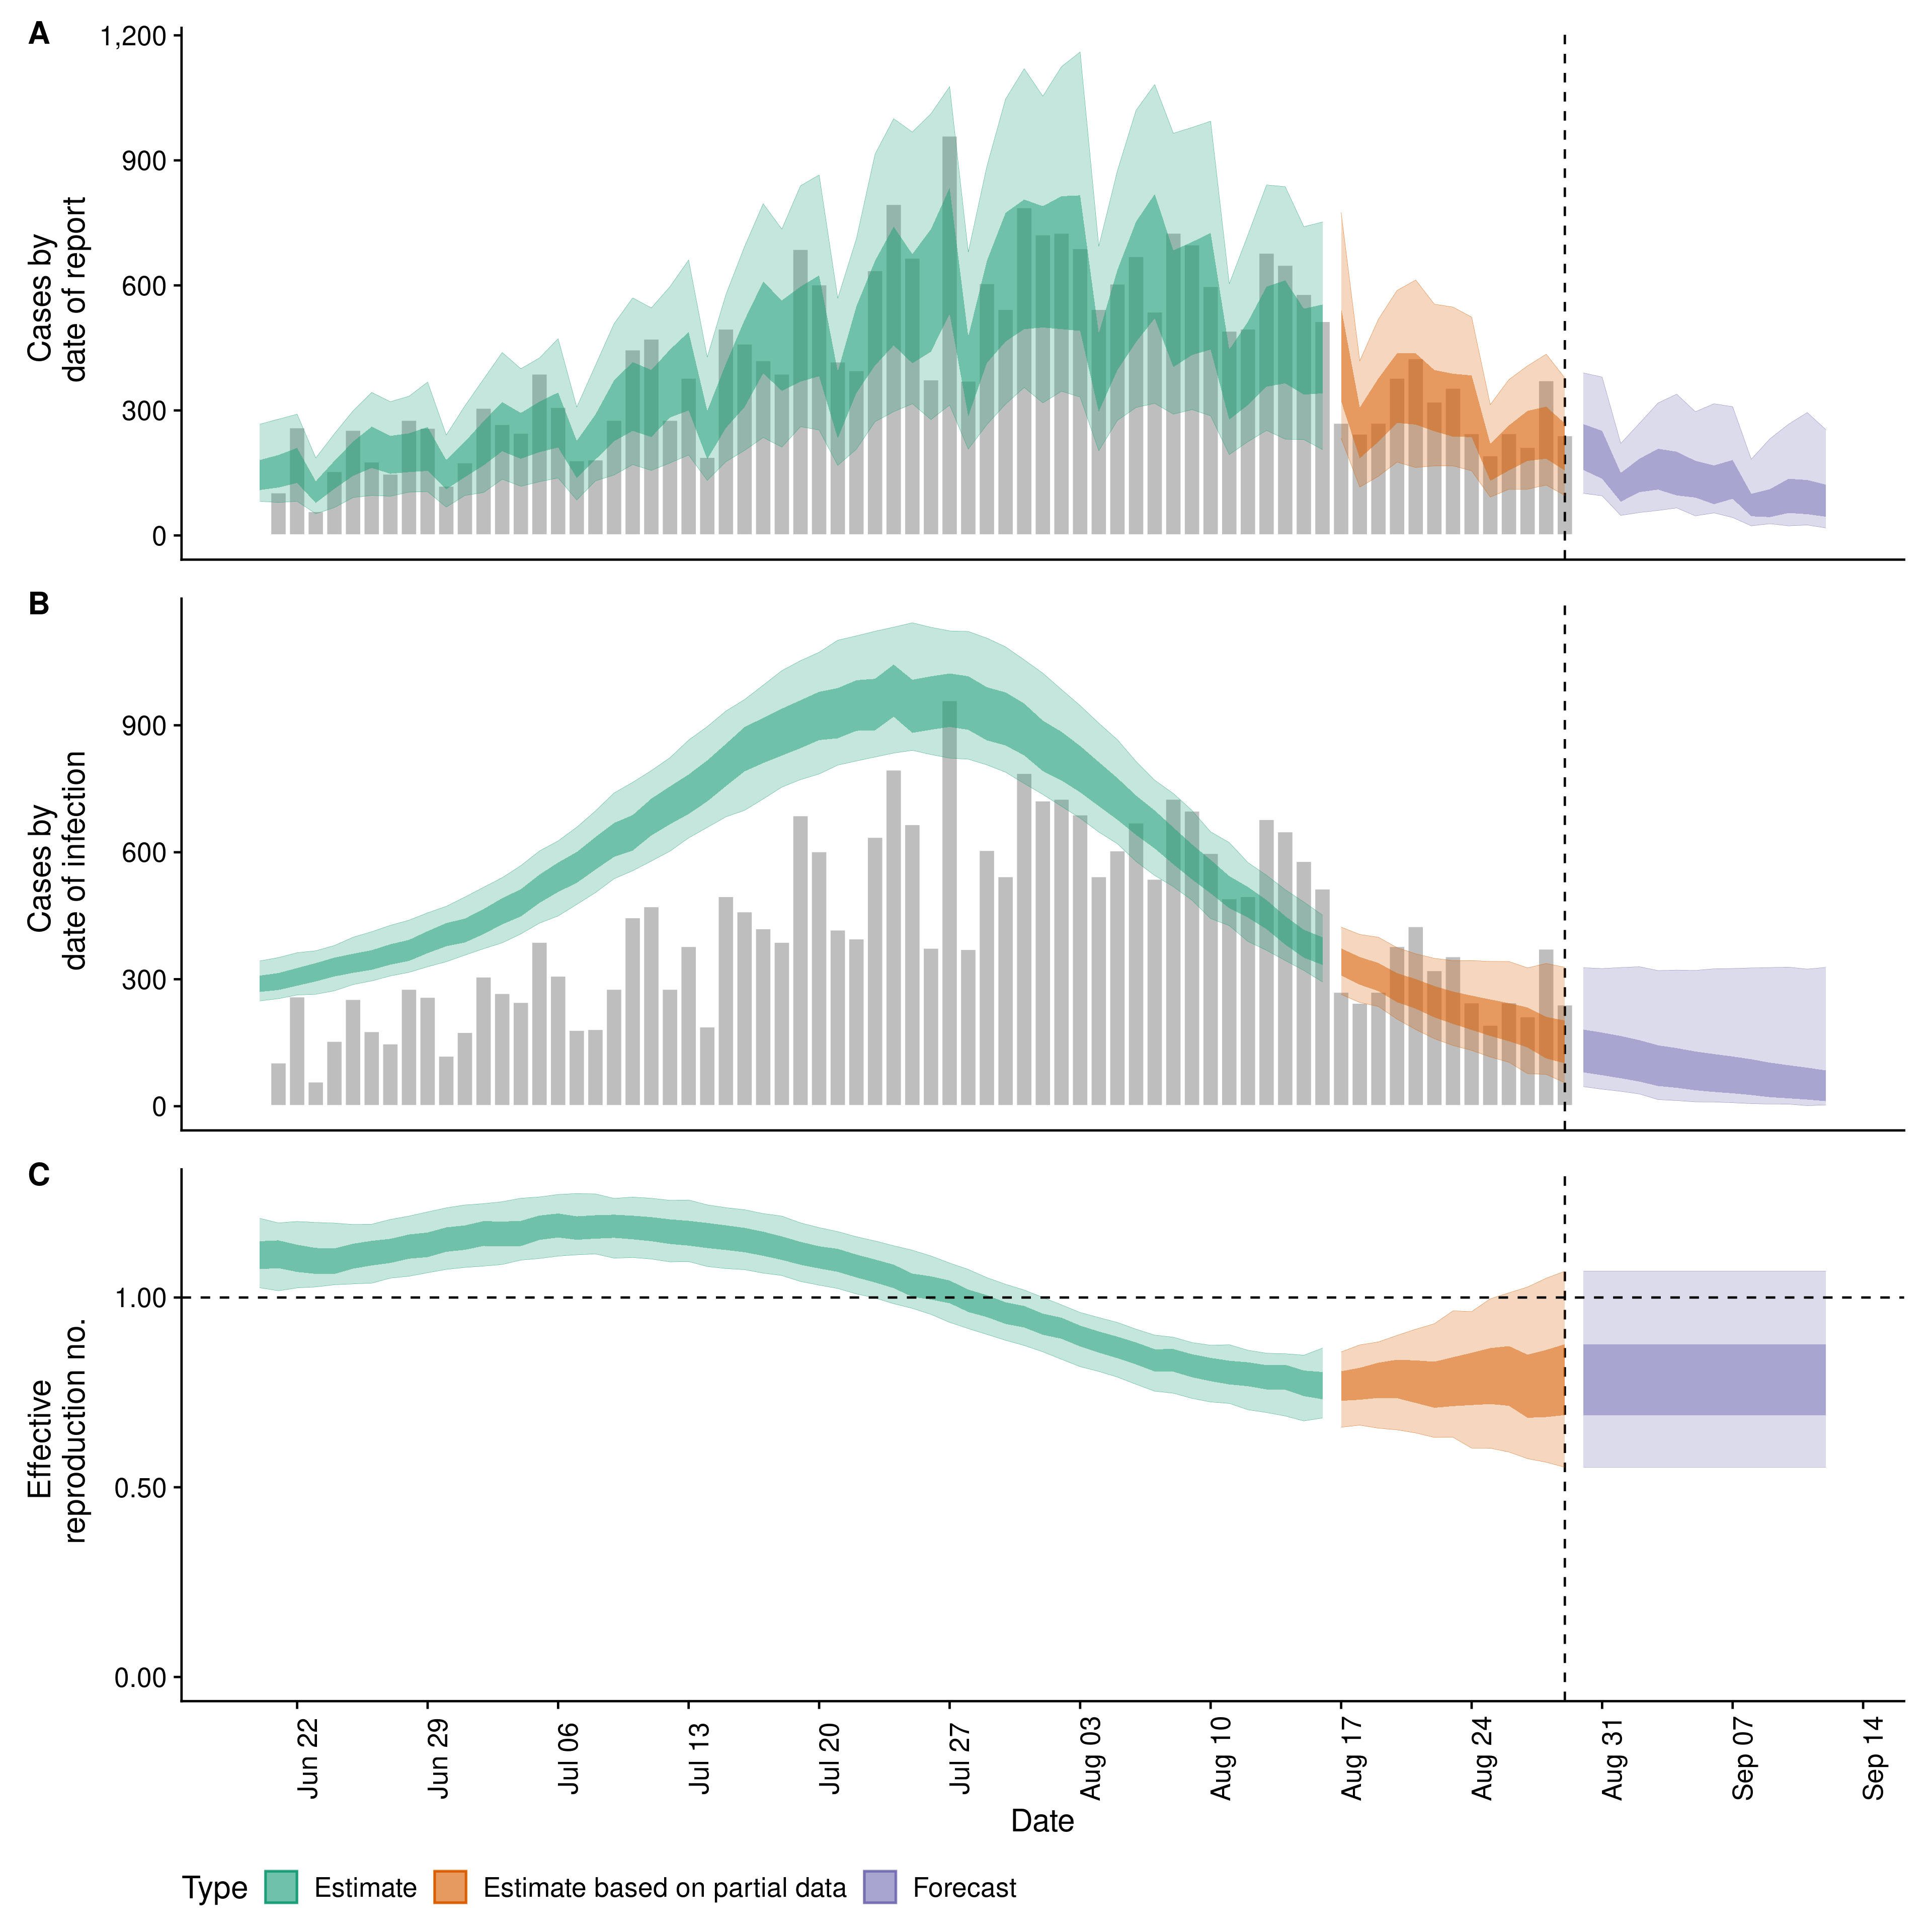 A
1,200
900
600
300
0
Cases by
date of report
B
900
600
300
0
Cases by
date of infection
C
1.00
0.50
0.00
Effective
reproduction no.
Jun 22
Jun 29
Jul 06
Jul 13
Jul 20
Jul 27
Aug 03
Aug 10
Aug 17
Aug 24
Aug 31
Sep 07
Sep 14
Date
Type Estimate Estimate based on partial data Forecast